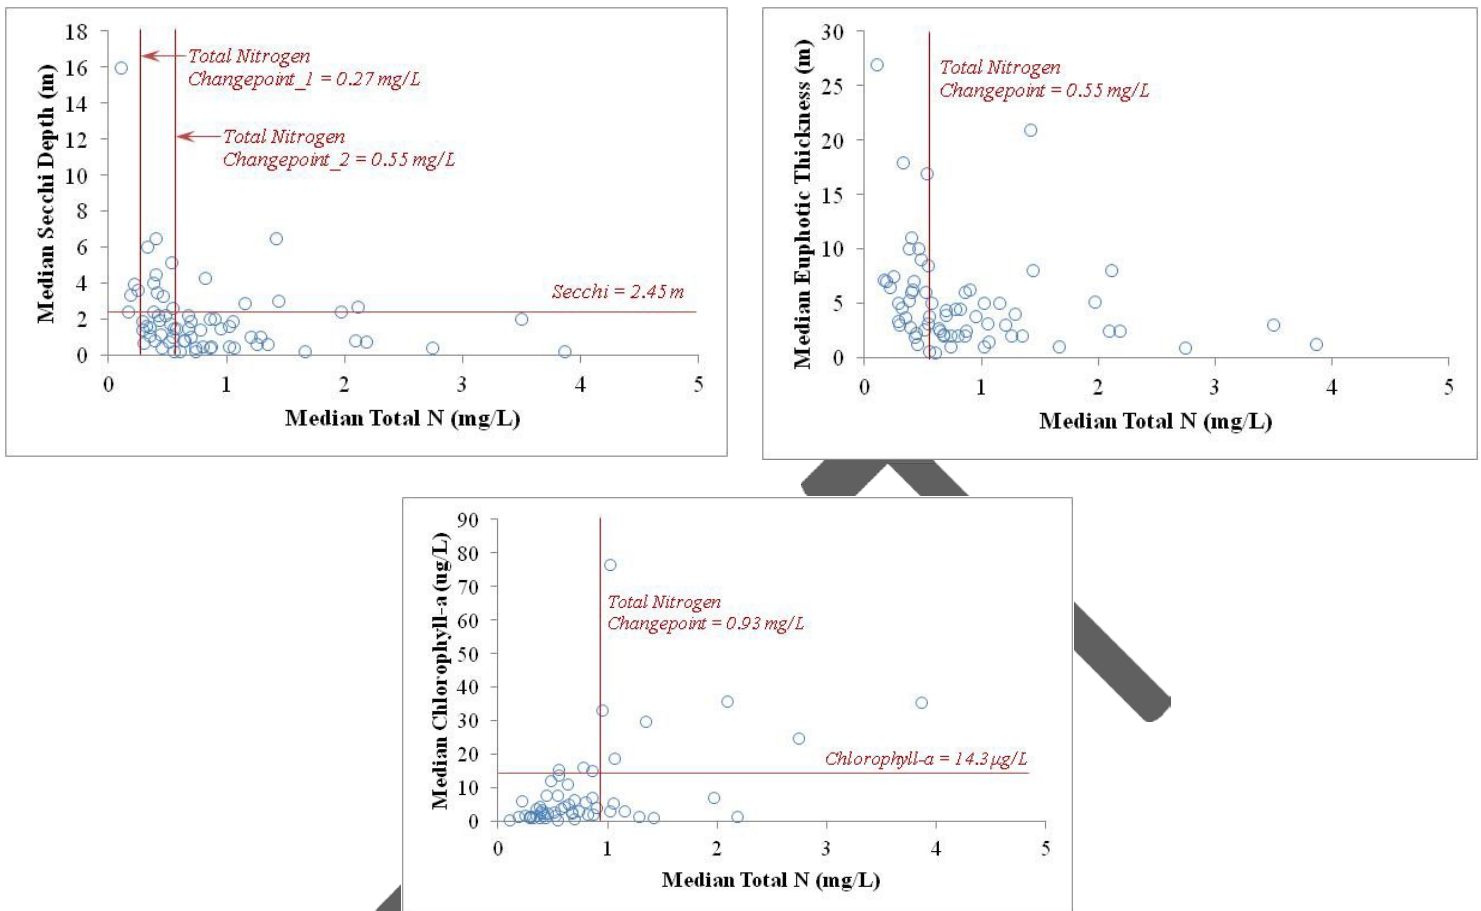 18
16
14
12
10
8
6
4
2
0
Median Secchi Depth (m)
Total Nitrogen
Changepoint_1 = 0.27 mg/L
Total Nitrogen
Changepoint_2 = 0.55 mg/L
Secchi = 2.45 m
0 1 2 3 4 5
Median Total N (mg/L)
30
25
20
15
10
5
0
Median Euphotic Thickness (m)
Total Nitrogen
Changepoint = 0.55 mg/L
0 1 2 3 4 5
Median Total N (mg/L)
90
80
70
60
50
40
30
20
10
0
Median Chlorophyll-a (ug/L)
Total Nitrogen
Changepoint = 0.93 mg/L
Chlorophyll-a = 14.3 µg/L
0 1 2 3 4 5
Median Total N (mg/L)